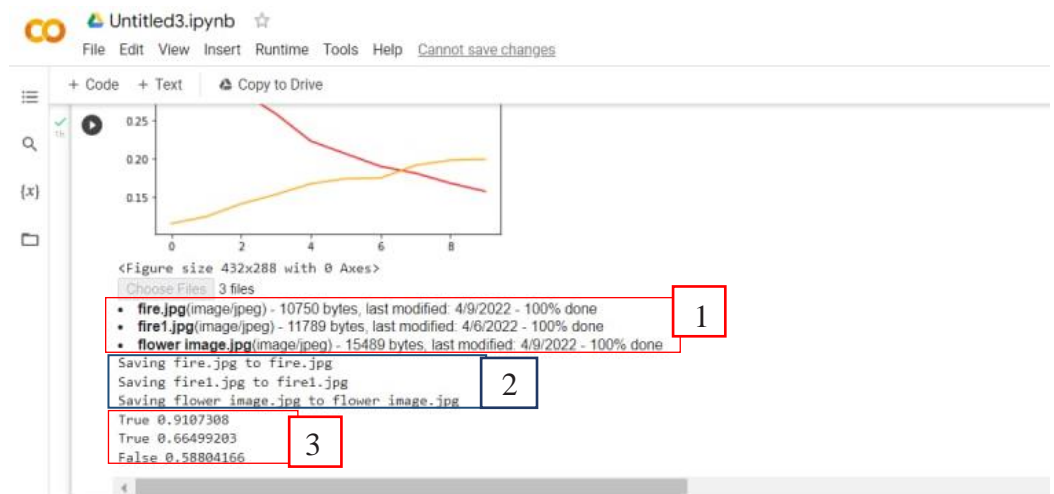 CO
Untitled3.ipynb
File Edit View Insert Runtime Tools Help Cannot save changes
+ Code + Text Copy to Drive
1h
{x}
0.25
0.20
0.15
0 2 4 6 8
<Figure size 432x288 with 0 Axes>
Choose Files 3 files
• fire.jpg(image/jpeg) - 10750 bytes, last modified: 4/9/2022 - 100% done
• fire1.jpg(image/jpeg) - 11789 bytes, last modified: 4/6/2022 - 100% done
• flower image.jpg(image/jpeg) - 15489 bytes, last modified: 4/9/2022 - 100% done
1
Saving fire.jpg to fire.jpg
Saving fire1.jpg to fire1.jpg
Saving flower image.jpg to flower image.jpg
2
True 0.9107308
True 0.66499203
False 0.58804166
3